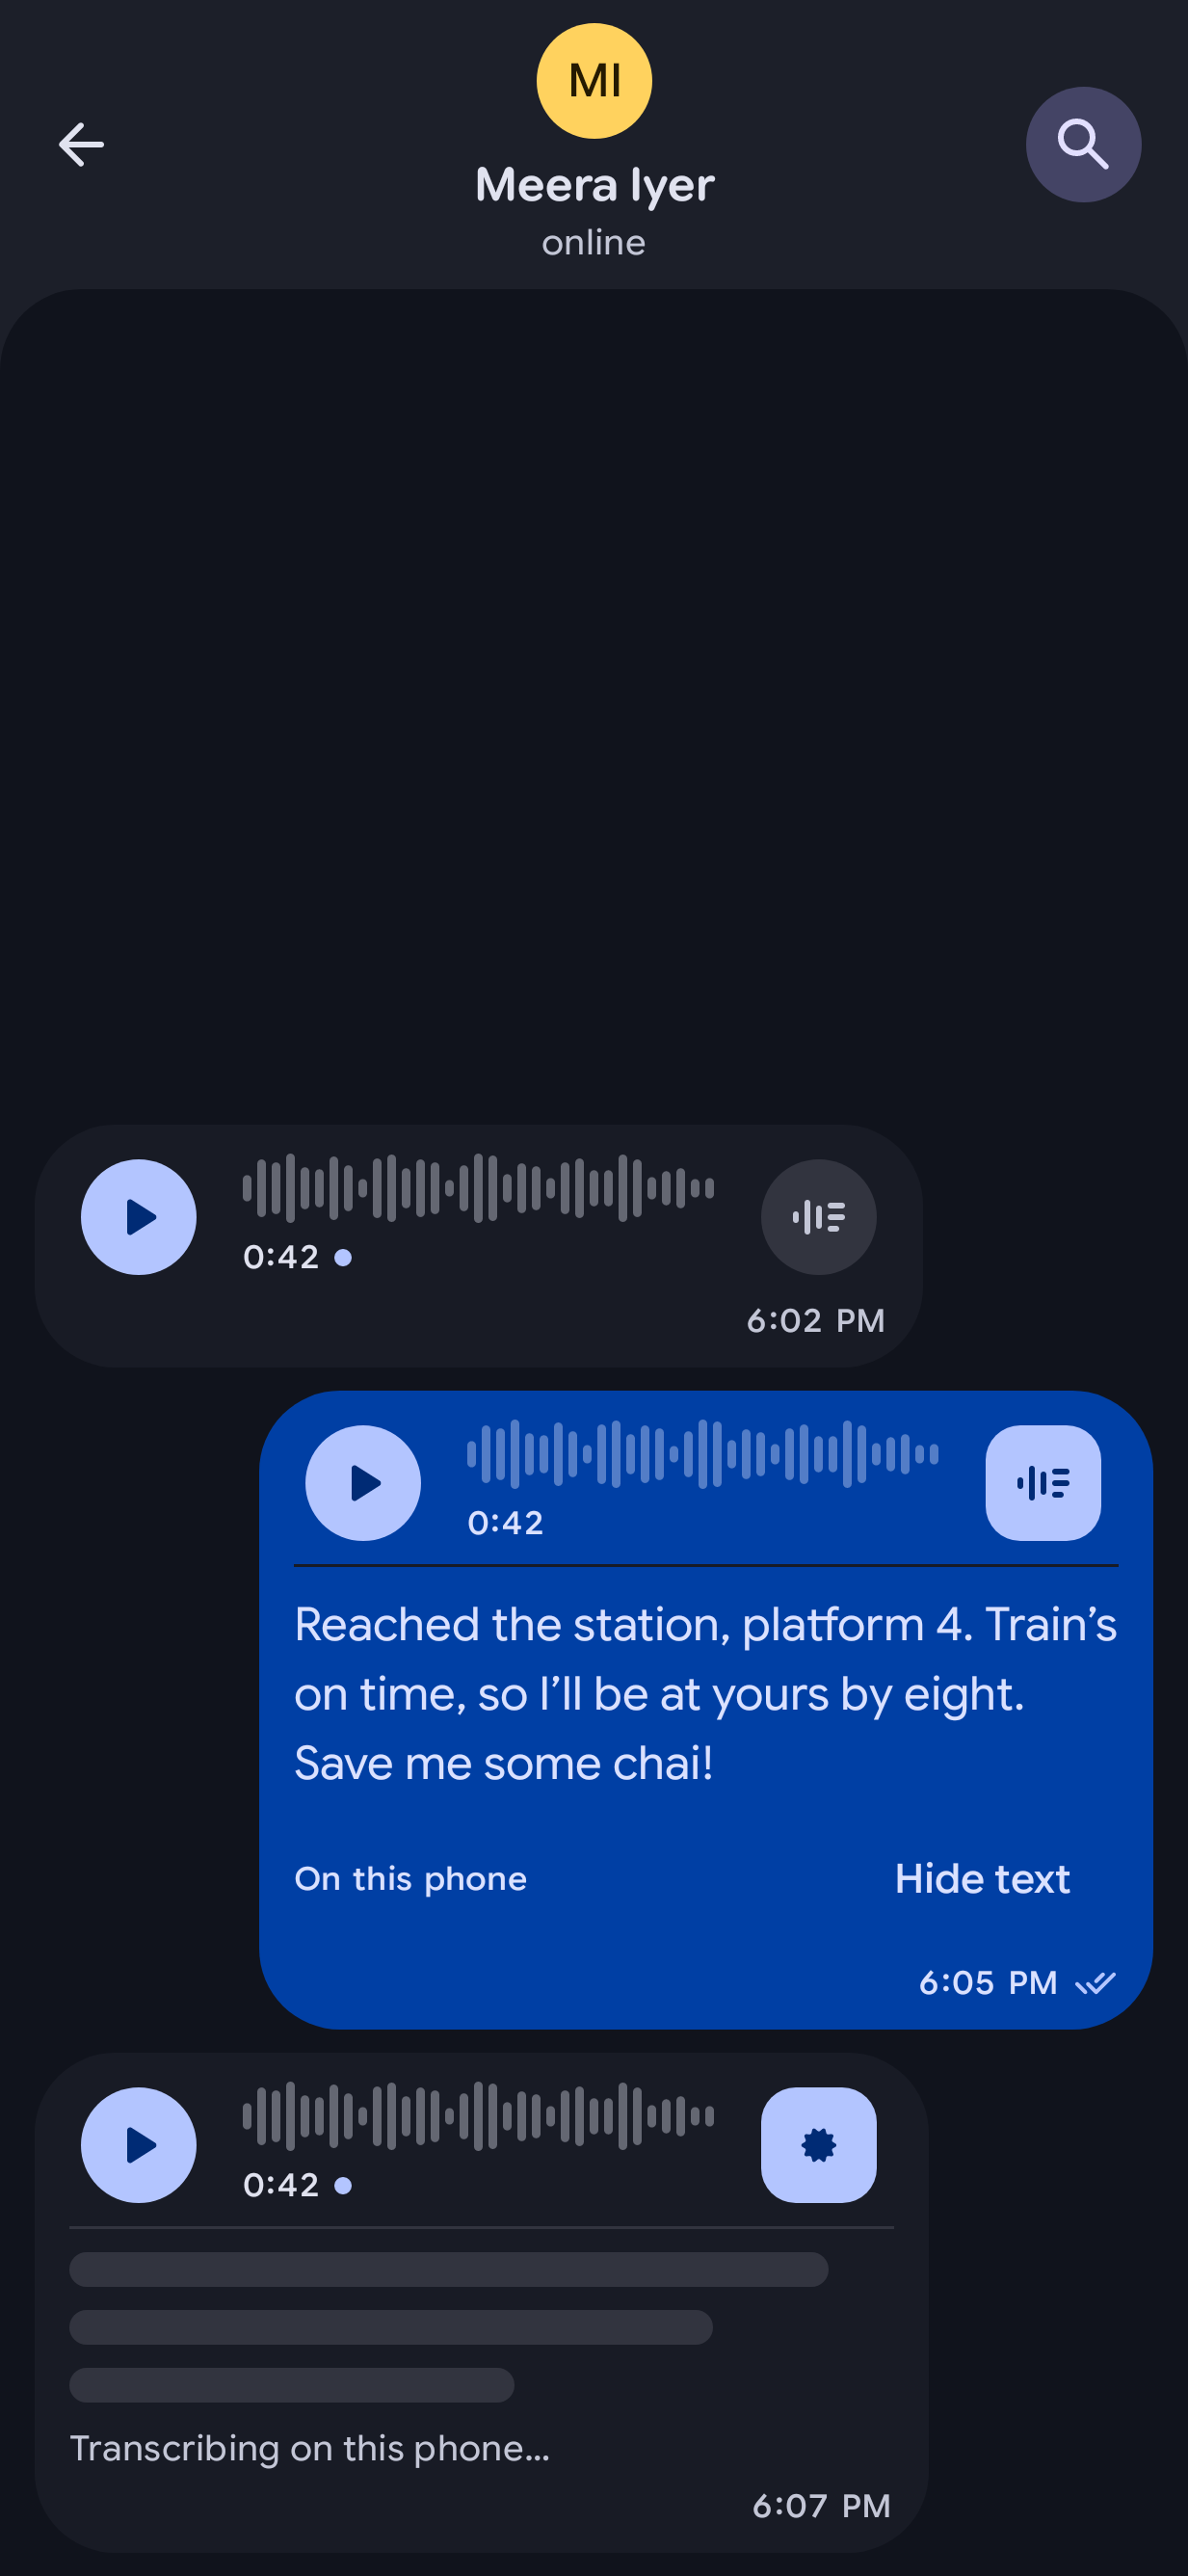 MI
Meera Iyer
online
0:42
6:02 PM
0:42
Reached the station, platform 4. Train’s
on time, so I’ll be at yours by eight.
Save me some chai!
On this phone
Hide text
6:05 PM
0:42
Transcribing on this phone…
6:07 PM